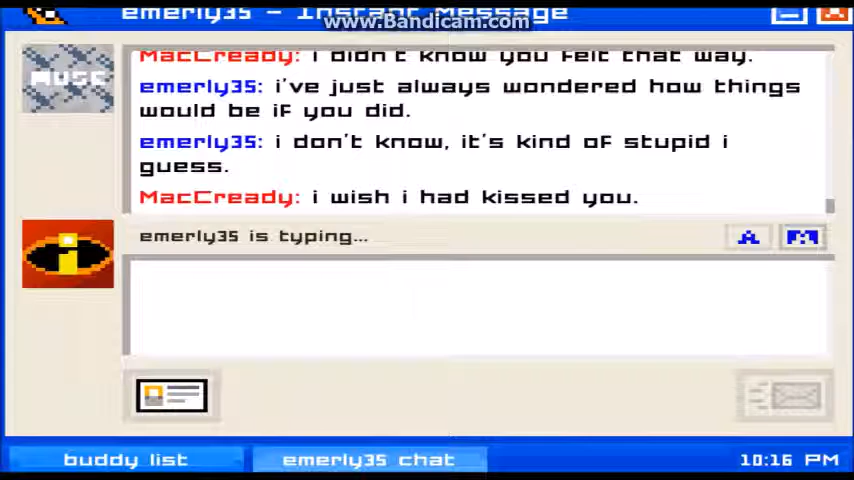 emerly35 - Instant Message
www.Bandicam.com
MUSE
MacCready: i didn't know you felt that way.
emerly35: i've just always wondered how things
would be if you did.
emerly35: i don't know, it's kind of stupid i
guess.
MacCready: i wish i had kissed you.
emerly35 is typing...
A A
i
buddy list
emerly35 chat
10:16 PM